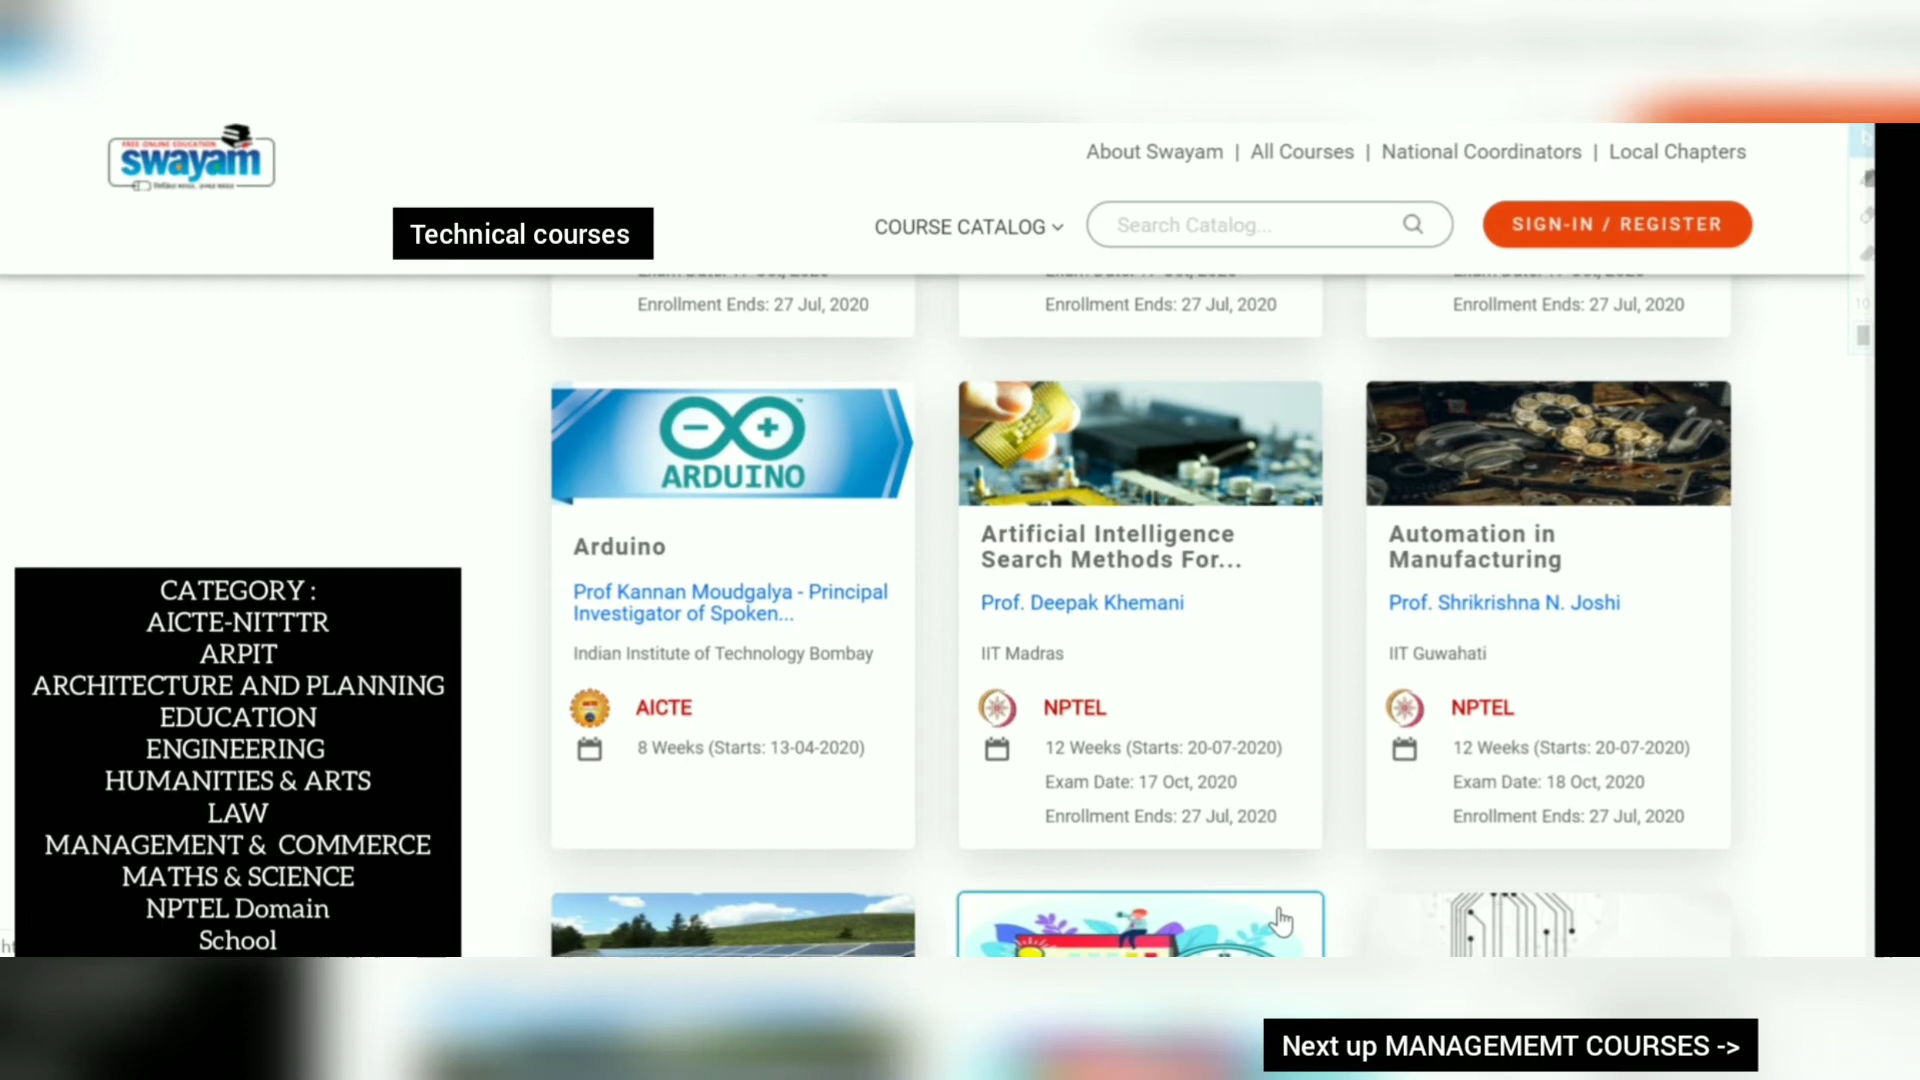 FREE ONLINE EDUCATION
swayam
About Swayam | All Courses | National Coordinators | Local Chapters
Technical courses
COURSE CATALOG
Search Catalog...
SIGN-IN / REGISTER
Enrollment Ends: 27 Jul, 2020
Enrollment Ends: 27 Jul, 2020
Enrollment Ends: 27 Jul, 2020
ARDUINO
Arduino
Prof Kannan Moudgalya - Principal
Investigator of Spoken...
Indian Institute of Technology Bombay
AICTE
8 Weeks (Starts: 13-04-2020)
Artificial Intelligence
Search Methods For...
Prof. Deepak Khemani
IIT Madras
NPTEL
12 Weeks (Starts: 20-07-2020)
Exam Date: 17 Oct, 2020
Enrollment Ends: 27 Jul, 2020
Automation in
Manufacturing
Prof. Shrikrishna N. Joshi
IIT Guwahati
NPTEL
12 Weeks (Starts: 20-07-2020)
Exam Date: 18 Oct, 2020
Enrollment Ends: 27 Jul, 2020
CATEGORY :
AICTE-NITTTR
ARPIT
ARCHITECTURE AND PLANNING
EDUCATION
ENGINEERING
HUMANITIES & ARTS
LAW
MANAGEMENT & COMMERCE
MATHS & SCIENCE
NPTEL Domain
School
Next up MANAGEMEMT COURSES ->